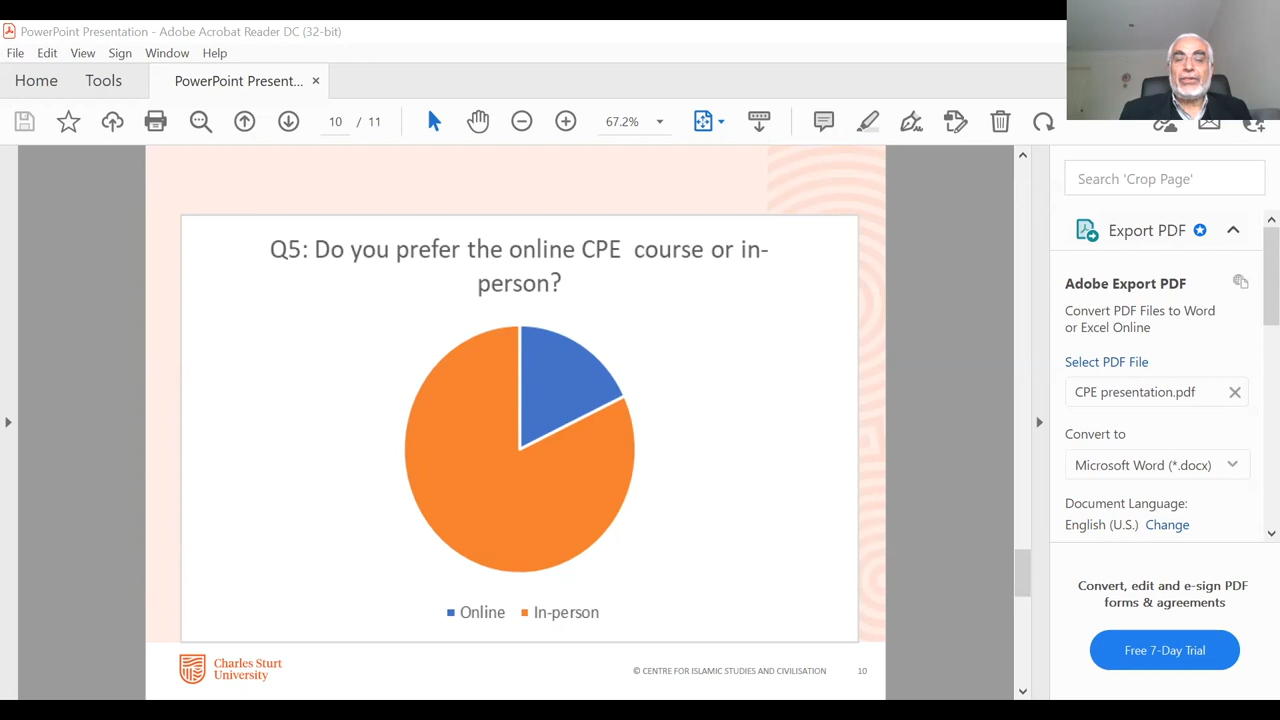 PowerPoint Presentation - Adobe Acrobat Reader DC (32-bit)
File Edit View Sign Window Help
Home Tools PowerPoint Present... ×
10 / 11 67.2%
Search 'Crop Page'
Export PDF
Adobe Export PDF
Convert PDF Files to Word
or Excel Online
Select PDF File
CPE presentation.pdf
Convert to
Microsoft Word (*.docx)
Document Language:
English (U.S.) Change
Convert, edit and e-sign PDF
forms & agreements
Free 7-Day Trial
Q5: Do you prefer the online CPE course or in-
person?
Online In-person
Charles Sturt
University
© CENTRE FOR ISLAMIC STUDIES AND CIVILISATION 10